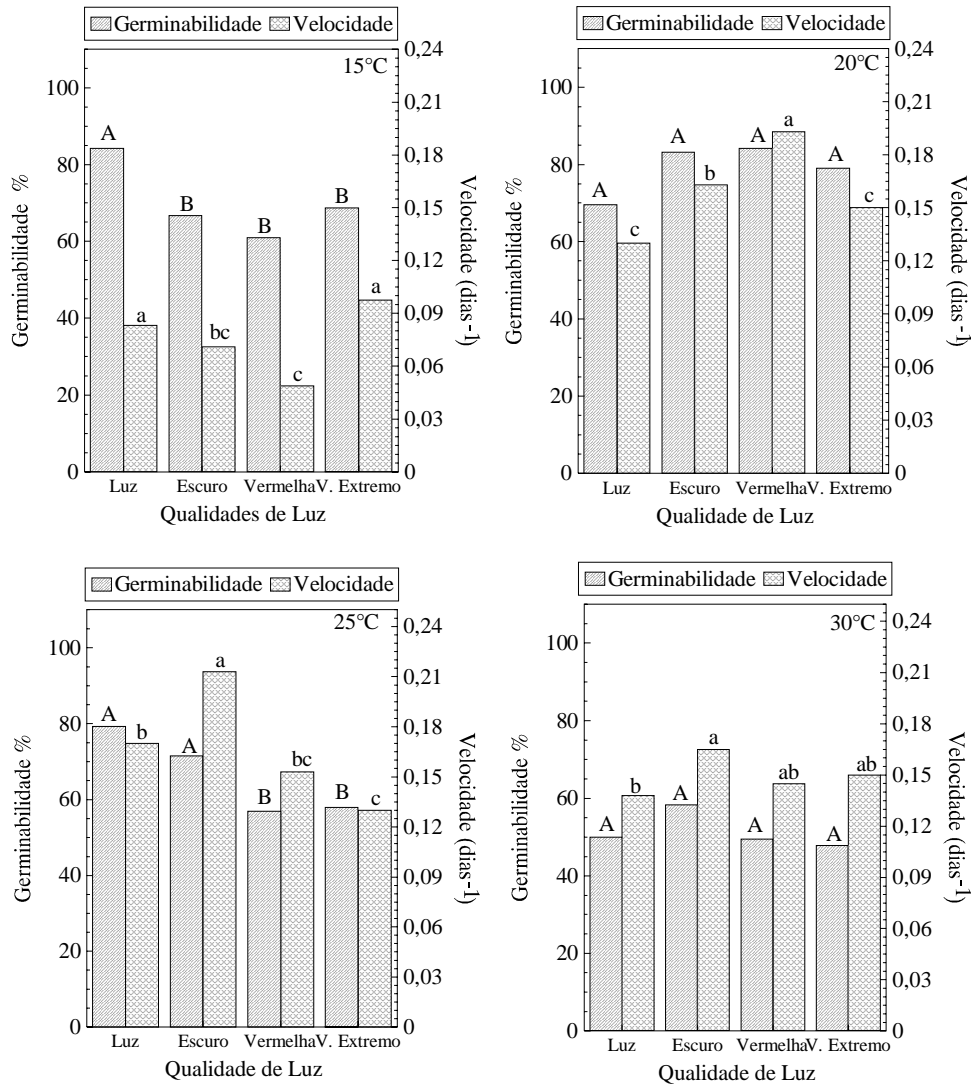 Germinabilidade Velocidade
15°C
Germinabilidade %
100
80
60
40
20
0
A
a
B
bc
B
c
B
a
0,24
0,21
0,18
0,15
0,12
0,09
0,06
0,03
0
Velocidade (dias-1)
Luz Escuro Vermelha V. Extremo
Qualidades de Luz
Germinabilidade Velocidade
20°C
Germinabilidade %
100
80
60
40
20
0
A
c
A
b
A
a
A
c
0,24
0,21
0,18
0,15
0,12
0,09
0,06
0,03
0
Velocidade (dias-1)
Luz Escuro Vermelha V. Extremo
Qualidade de Luz
Germinabilidade Velocidade
25°C
Germinabilidade %
100
80
60
40
20
0
A
b
A
a
B
bc
B
c
0,24
0,21
0,18
0,15
0,12
0,09
0,06
0,03
0
Velocidade (dias-1)
Luz Escuro Vermelha V. Extremo
Qualidade de Luz
Germinabilidade Velocidade
30°C
Germinabilidade %
100
80
60
40
20
0
A
b
A
a
A
ab
A
ab
0,24
0,21
0,18
0,15
0,12
0,09
0,06
0,03
0
Velocidade (dias-1)
Luz Escuro Vermelha V. Extremo
Qualidade de Luz